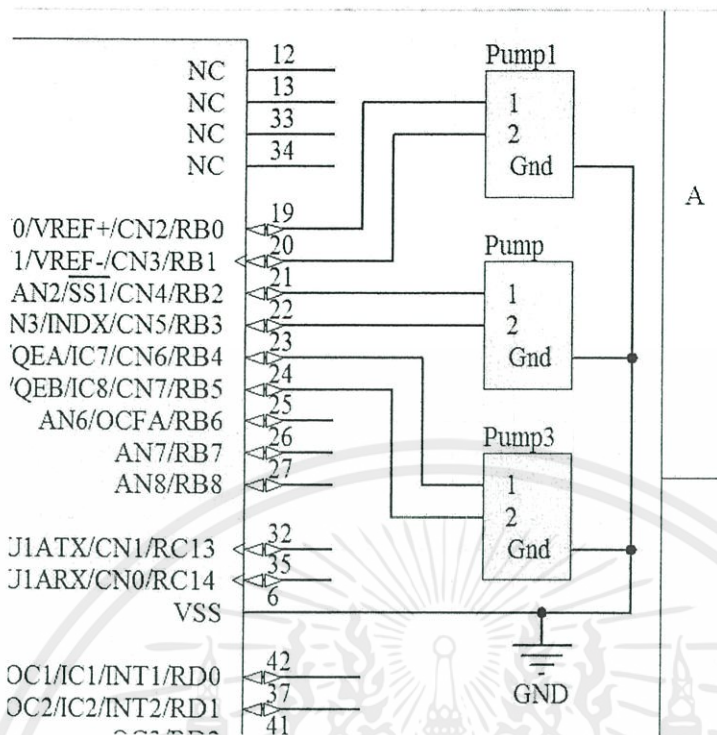 NC 12
NC 13
NC 33
NC 34
0/VREF+/CN2/RB0 19
1/VREF-/CN3/RB1 20
AN2/SS1/CN4/RB2 21
N3/INDX/CN5/RB3 22
QEA/IC7/CN6/RB4 23
QEB/IC8/CN7/RB5 24
AN6/OCFA/RB6 25
AN7/RB7 26
AN8/RB8 27
J1ATX/CN1/RC13 32
J1ARX/CN0/RC14 35
VSS 6
OC1/IC1/INT1/RD0 42
OC2/IC2/INT2/RD1 37
41
Pump1
1
2
Gnd
Pump
1
2
Gnd
Pump3
1
2
Gnd
GND
A